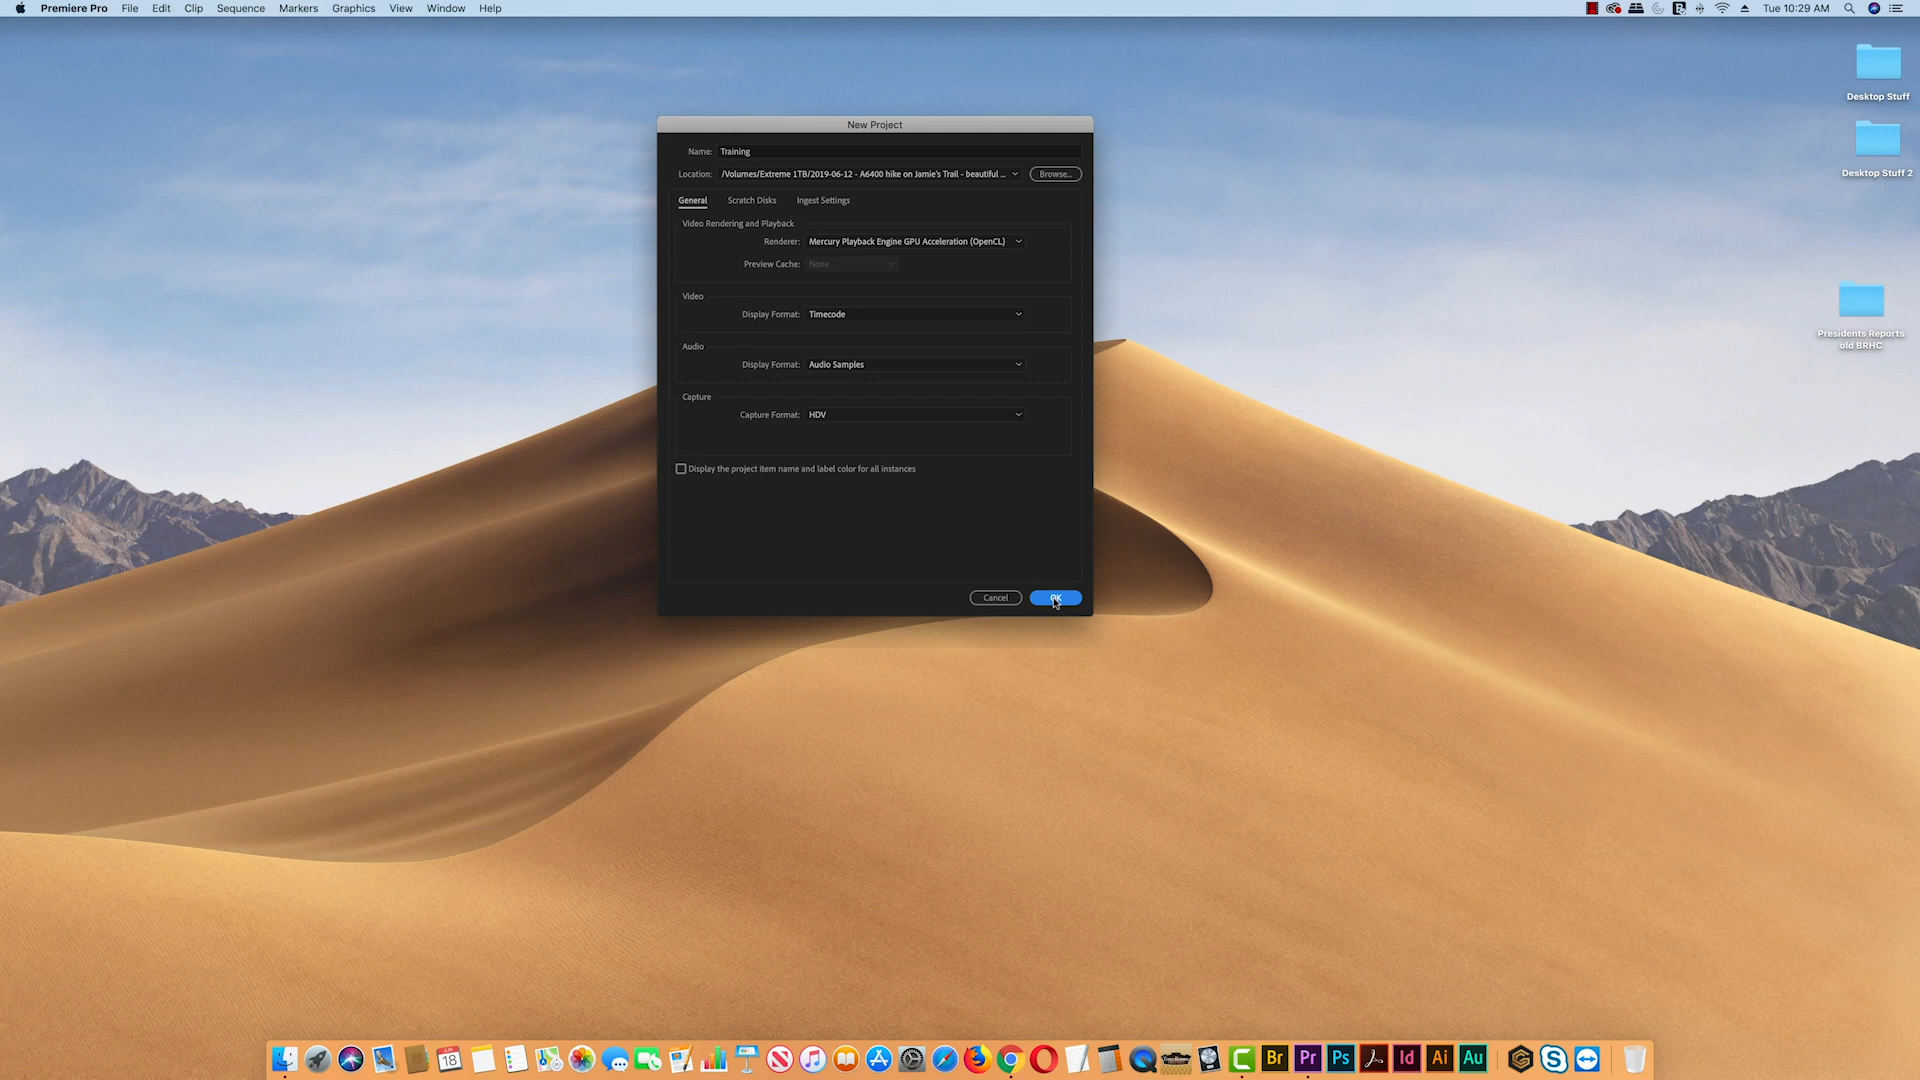 Premiere Pro File Edit Clip Sequence Markers Graphics View Window Help Tue 10:29 AM
Desktop Stuff
Desktop Stuff 2
Presidents Reports
old BRHC
New Project
Name: Training
Location: /Volumes/Extreme 1TB/2019-06-12 - A6400 hike on Jamie's Trail - beautiful ... Browse...
General Scratch Disks Ingest Settings
Video Rendering and Playback
Renderer: Mercury Playback Engine GPU Acceleration (OpenCL)
Preview Cache: None
Video
Display Format: Timecode
Audio
Display Format: Audio Samples
Capture
Capture Format: HDV
Display the project item name and label color for all instances
Cancel OK
JUN
18
Br Pr Ps Id Ai Au